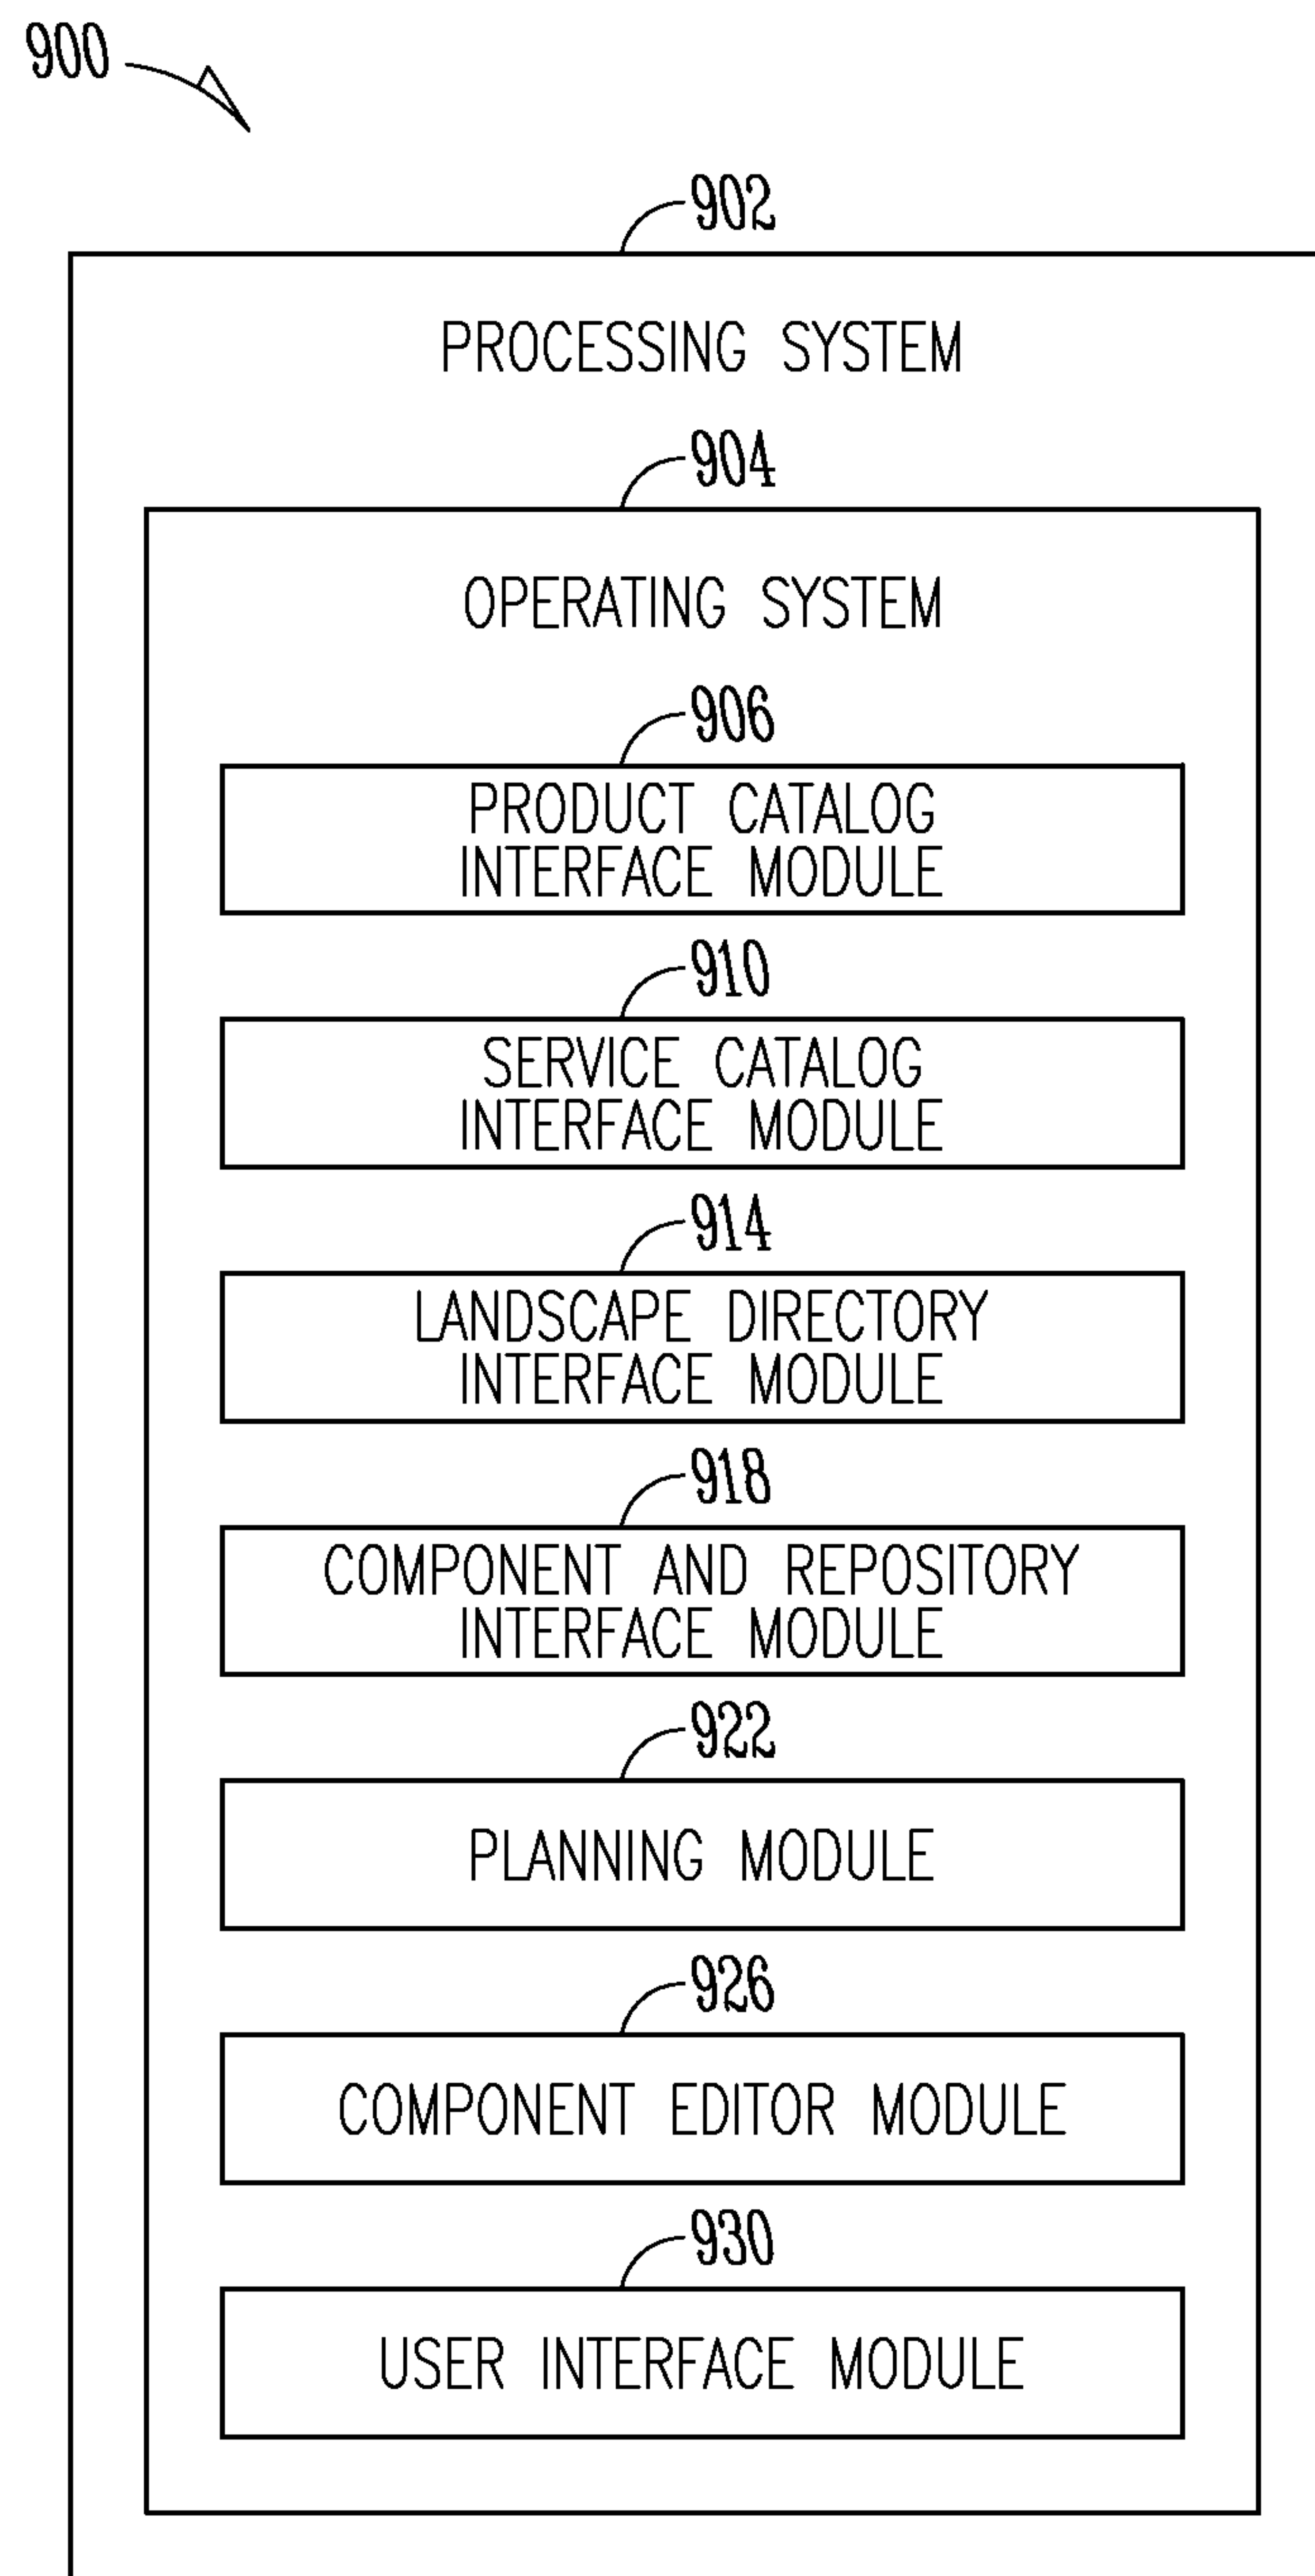 900
902
PROCESSING SYSTEM
904
OPERATING SYSTEM
906
PRODUCT CATALOG
INTERFACE MODULE
910
SERVICE CATALOG
INTERFACE MODULE
914
LANDSCAPE DIRECTORY
INTERFACE MODULE
918
COMPONENT AND REPOSITORY
INTERFACE MODULE
922
PLANNING MODULE
926
COMPONENT EDITOR MODULE
930
USER INTERFACE MODULE